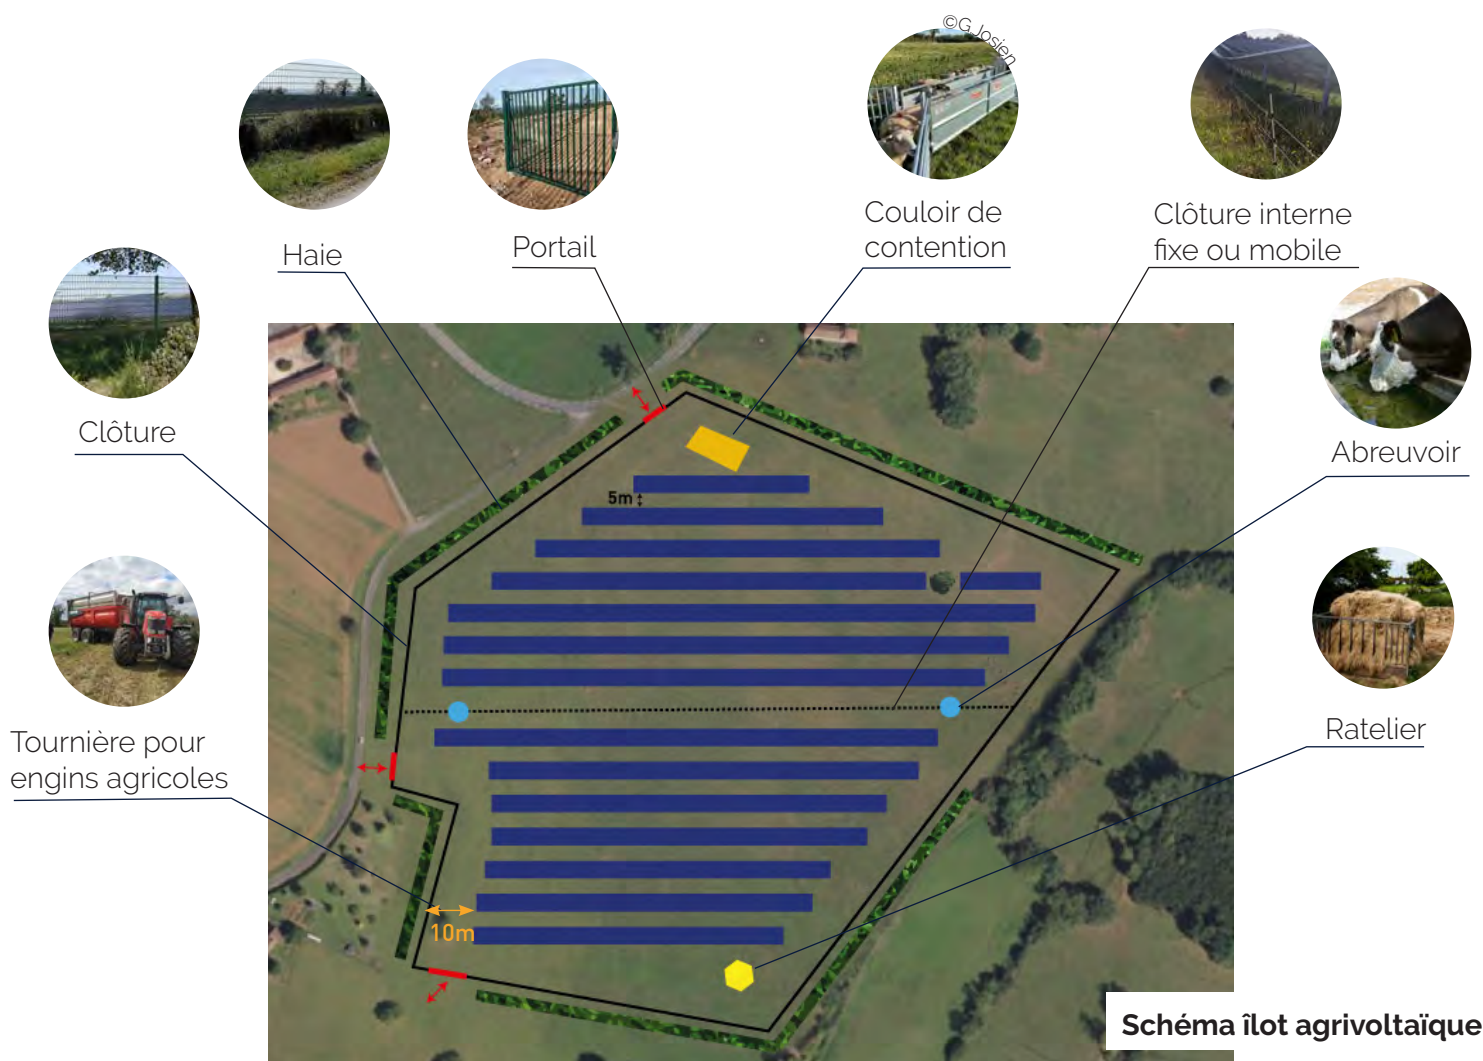 ©G.Josien
Haie
Portail
Couloir de
contention
Clôture interne
fixe ou mobile
Clôture
Abreuvoir
5m
Tournière pour
engins agricoles
Ratelier
10m
Schéma îlot agrivoltaïque